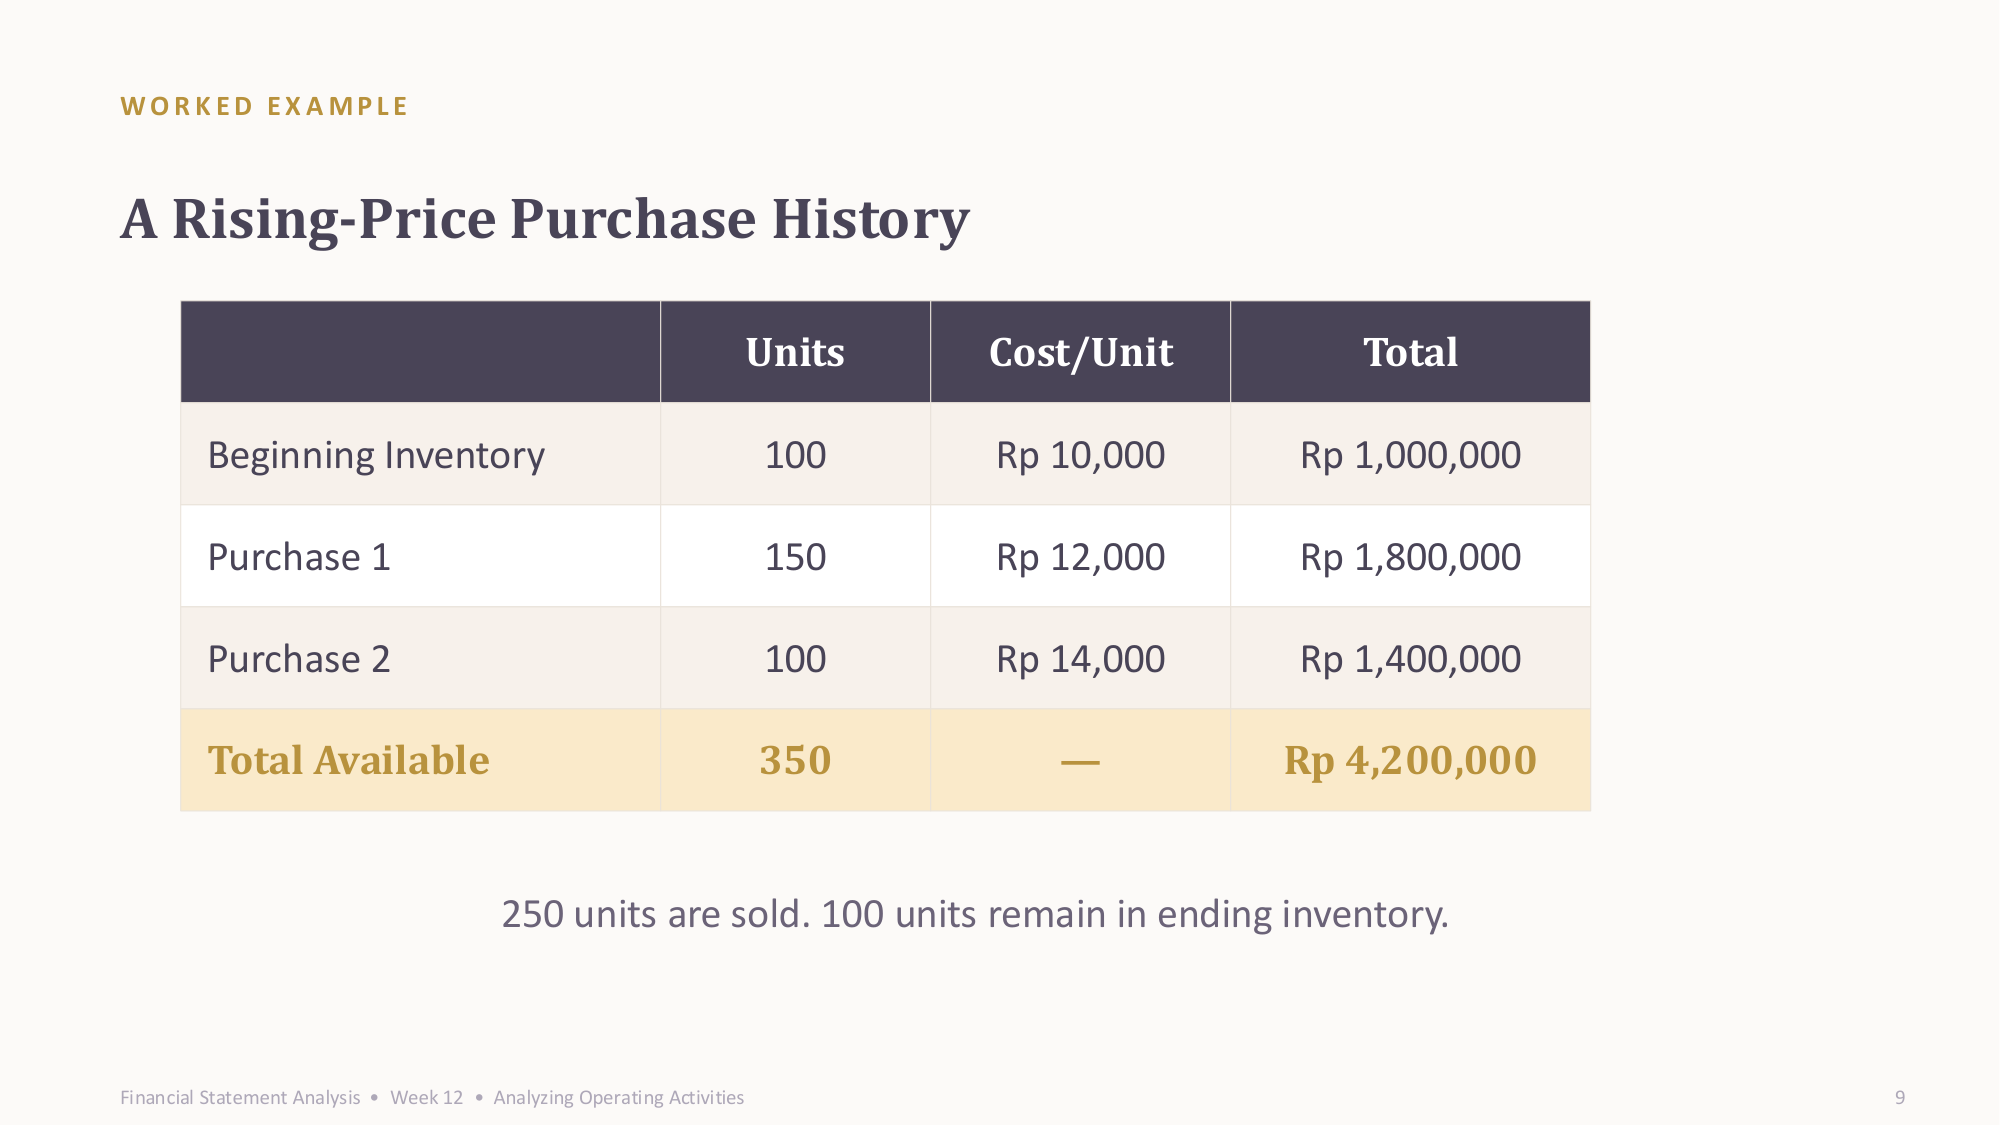 WORKED EXAMPLE
A Rising-Price Purchase History
Units Cost/Unit Total
Beginning Inventory 100 Rp 10,000 Rp 1,000,000
Purchase 1 150 Rp 12,000 Rp 1,800,000
Purchase 2 100 Rp 14,000 Rp 1,400,000
Total Available 350 — Rp 4,200,000
250 units are sold. 100 units remain in ending inventory.
Financial Statement Analysis • Week 12 • Analyzing Operating Activities 9